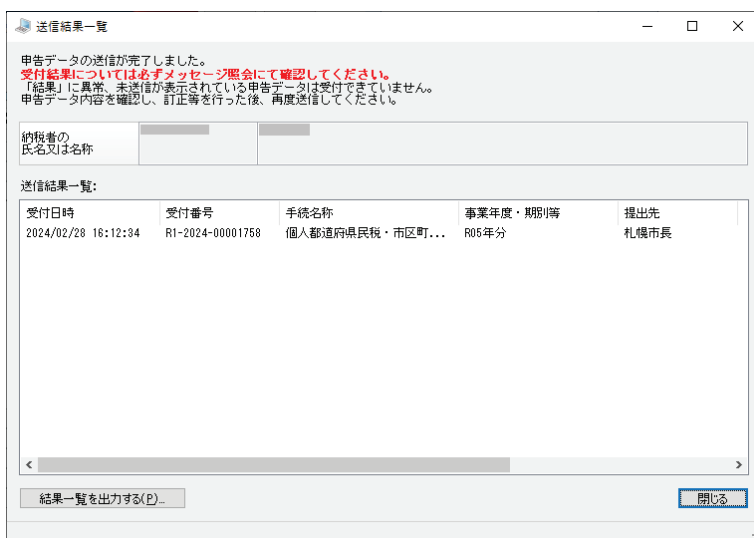 送信結果一覧
申告データの送信が完了しました。
受付結果については必ずメッセージ照会にて確認してください。
「結果」に異常、未送信が表示されている申告データは受付できていません。
申告データ内容を確認し、訂正等を行った後、再度送信してください。
納税者の
氏名又は名称
送信結果一覧:
受付日時 受付番号 手続名称 事業年度・期別等 提出先
2024/02/28 16:12:34 R1-2024-00001758 個人都道府県民税・市区町... R05年分 札幌市長
結果一覧を出力する(P)... 閉じる